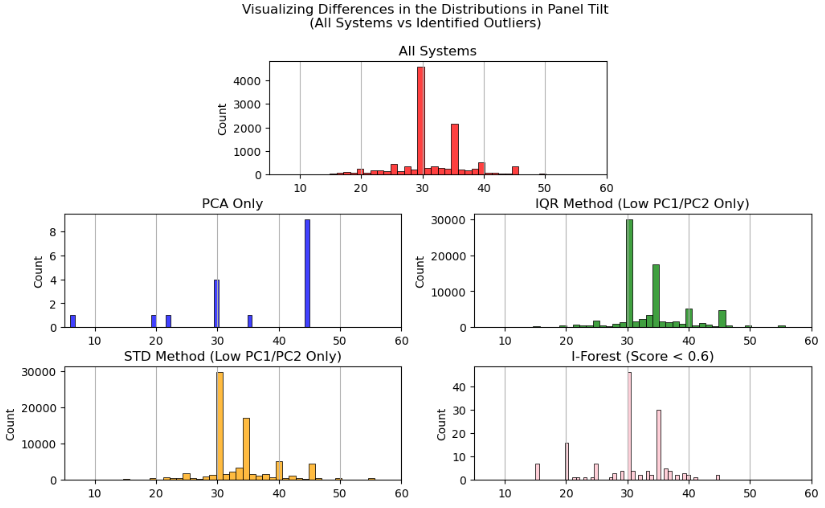 Visualizing Differences in the Distributions in Panel Tilt
(All Systems vs Identified Outliers)
All Systems
Count
4000
3000
2000
1000
0
10 20 30 40 50 60
PCA Only
Count
8
6
4
2
0
10 20 30 40 50 60
IQR Method (Low PC1/PC2 Only)
Count
30000
20000
10000
0
10 20 30 40 50 60
STD Method (Low PC1/PC2 Only)
Count
30000
20000
10000
0
10 20 30 40 50 60
I-Forest (Score < 0.6)
Count
40
30
20
10
0
10 20 30 40 50 60